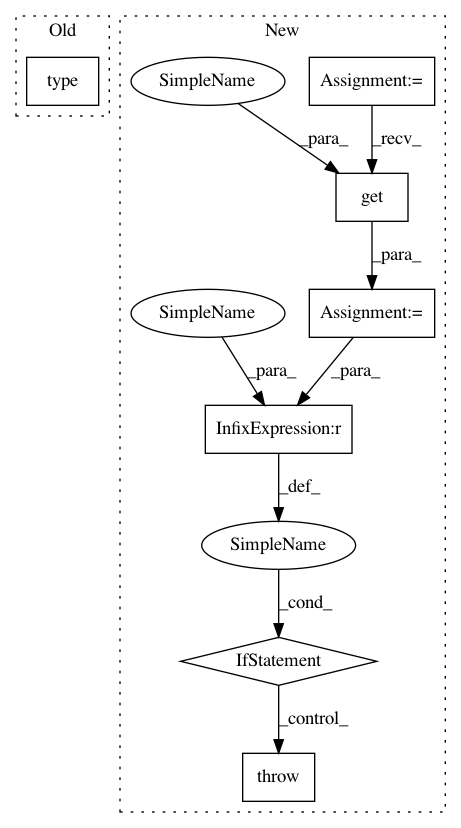 Old
New
type
SimpleName
Assignment:=
_para_
_recv_
get
_para_
SimpleName
Assignment:=
_para_
_para_
InfixExpression:r
_def_
SimpleName
_cond_
IfStatement
_control_
throw